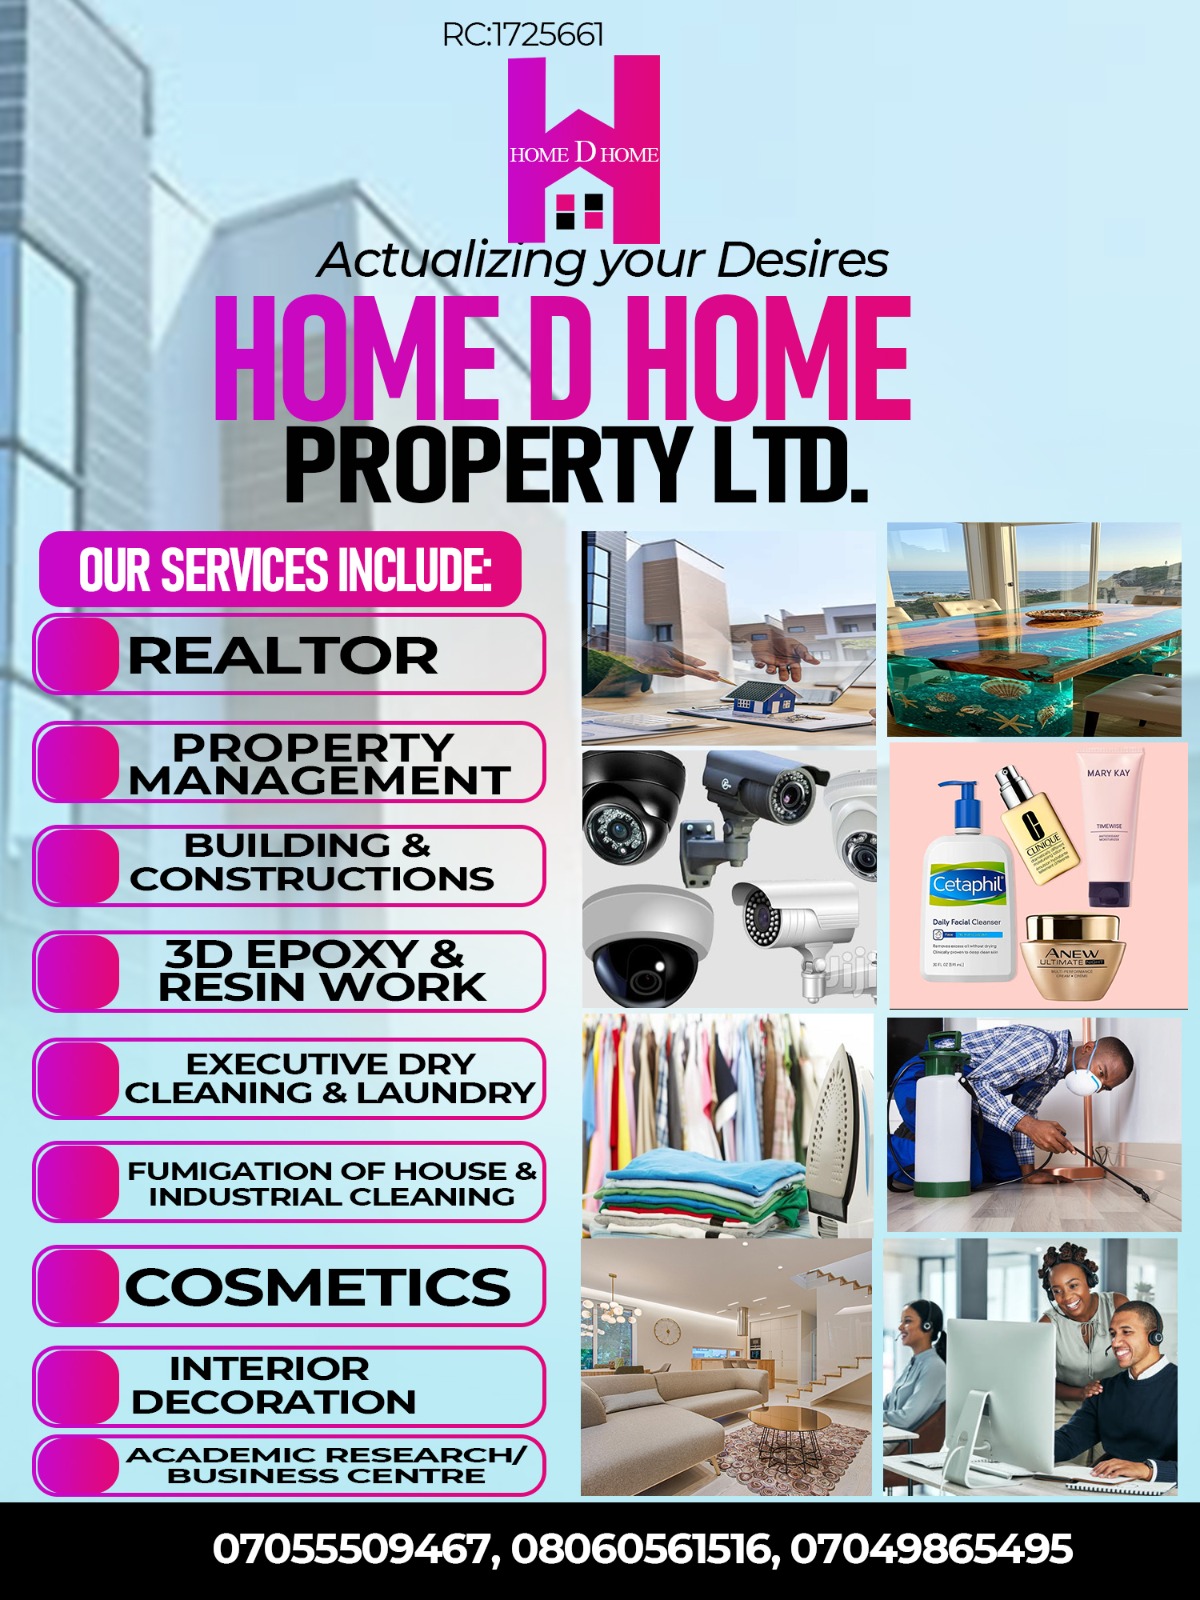 RC:1725661
HOME D HOME
Actualizing your Desires
HOME D HOME
PROPERTY LTD.
OUR SERVICES INCLUDE:
REALTOR
PROPERTY
MANAGEMENT
BUILDING &
CONSTRUCTIONS
3D EPOXY &
RESIN WORK
EXECUTIVE DRY
CLEANING & LAUNDRY
FUMIGATION OF HOUSE &
INDUSTRIAL CLEANING
COSMETICS
INTERIOR
DECORATION
ACADEMIC RESEARCH/
BUSINESS CENTRE
MARY KAY
TIMEWISE
CLINIQUE
Cetaphil
Daily Facial Cleanser
ANEW
ULTIMATE
07055509467, 08060561516, 07049865495